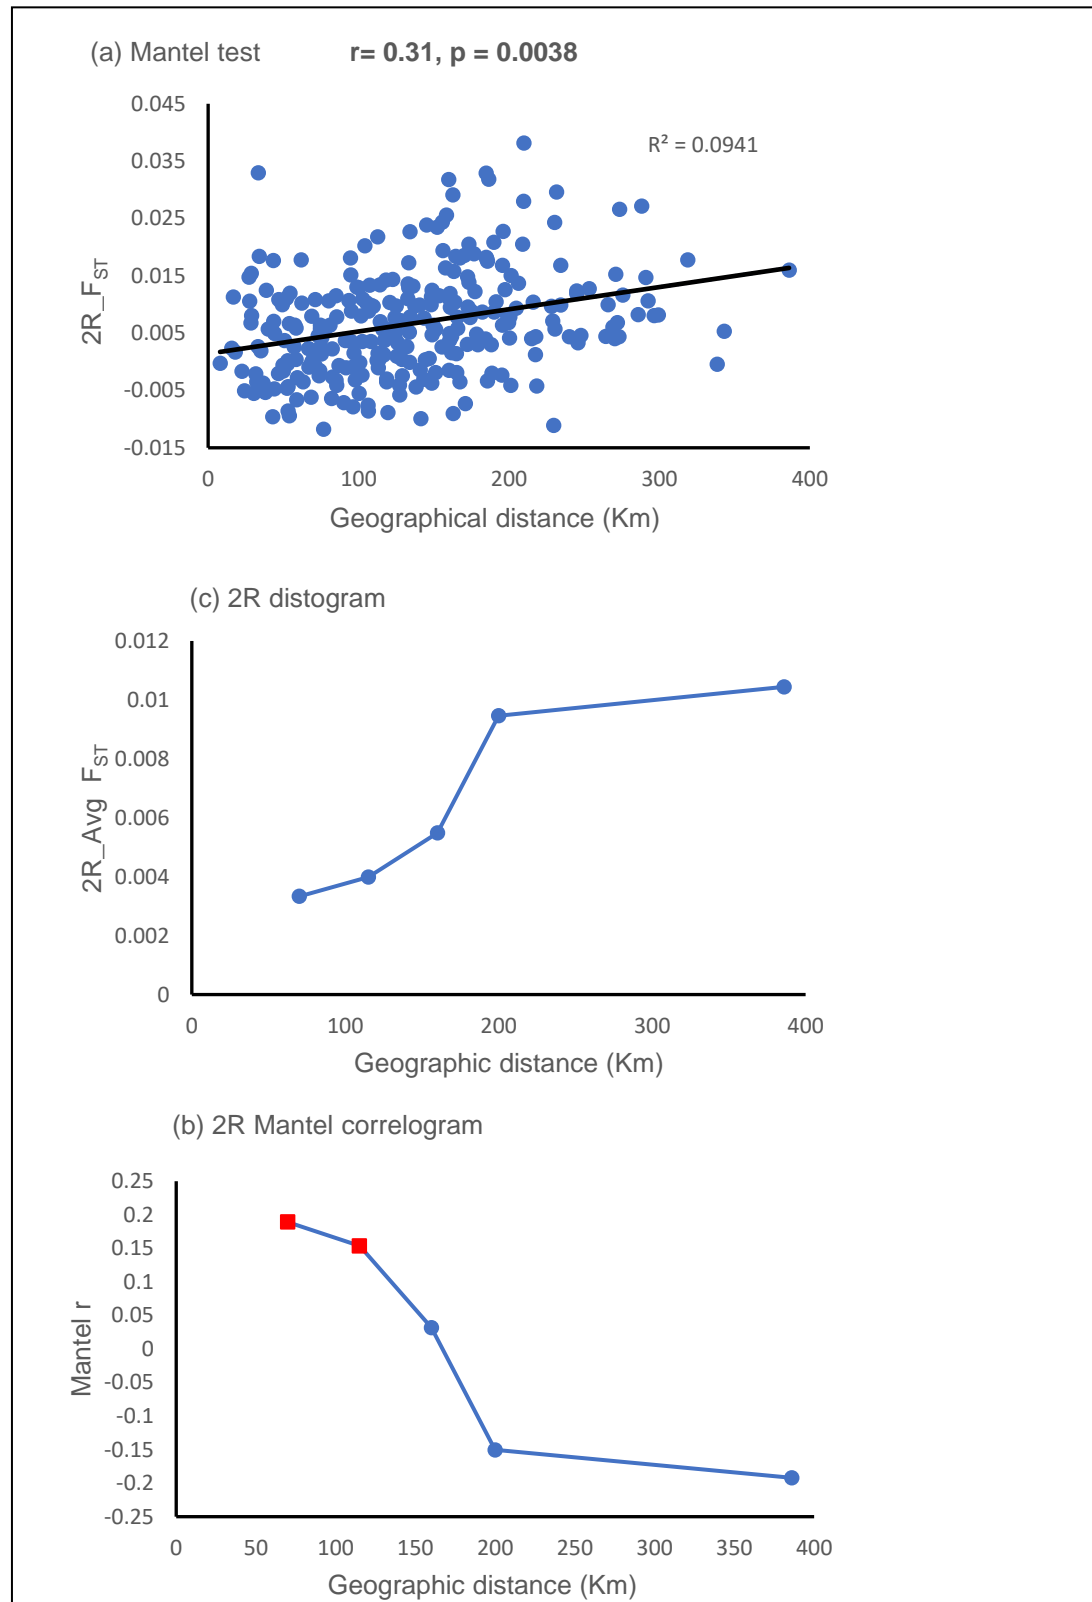 (a) Mantel test r= 0.31, p = 0.0038
0.045
0.035
0.025
0.015
0.005
-0.005
-0.015
R² = 0.0941
2R_F_ST
0 100 200 300 400
Geographical distance (Km)
(c) 2R distogram
0.012
0.01
0.008
0.006
0.004
0.002
0
2R_Avg F_ST
0 100 200 300 400
Geographic distance (Km)
(b) 2R Mantel correlogram
0.25
0.2
0.15
0.1
0.05
0
-0.05
-0.1
-0.15
-0.2
-0.25
Mantel r
0 50 100 150 200 250 300 350 400
Geographic distance (Km)